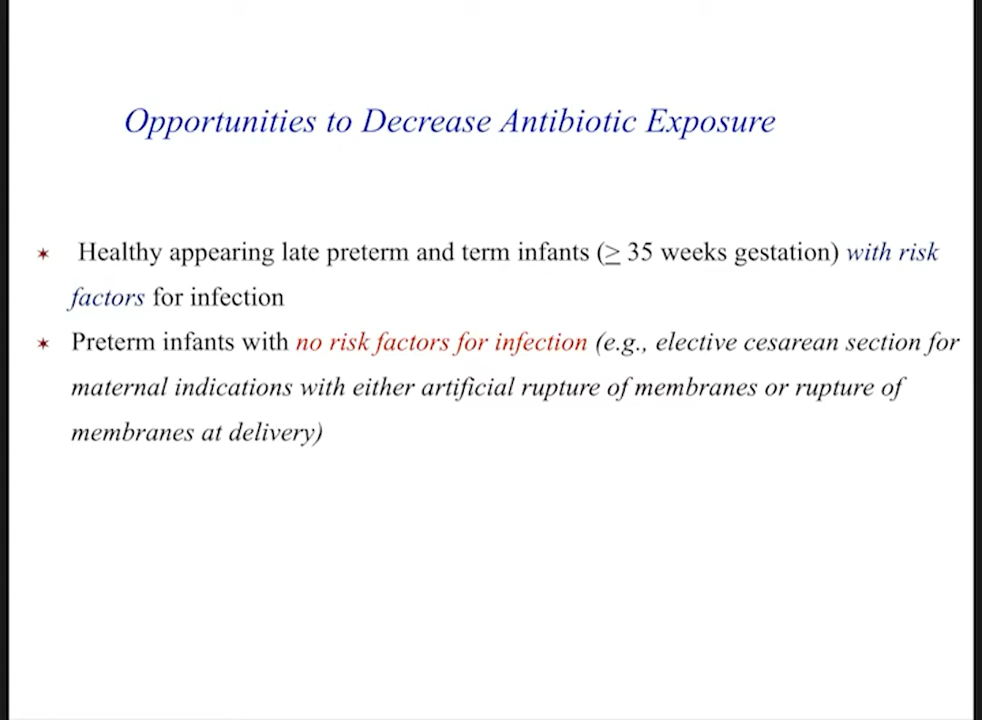 Opportunities to Decrease Antibiotic Exposure
✶ Healthy appearing late preterm and term infants (≥ 35 weeks gestation) with risk
factors for infection
✶ Preterm infants with no risk factors for infection (e.g., elective cesarean section for
maternal indications with either artificial rupture of membranes or rupture of
membranes at delivery)